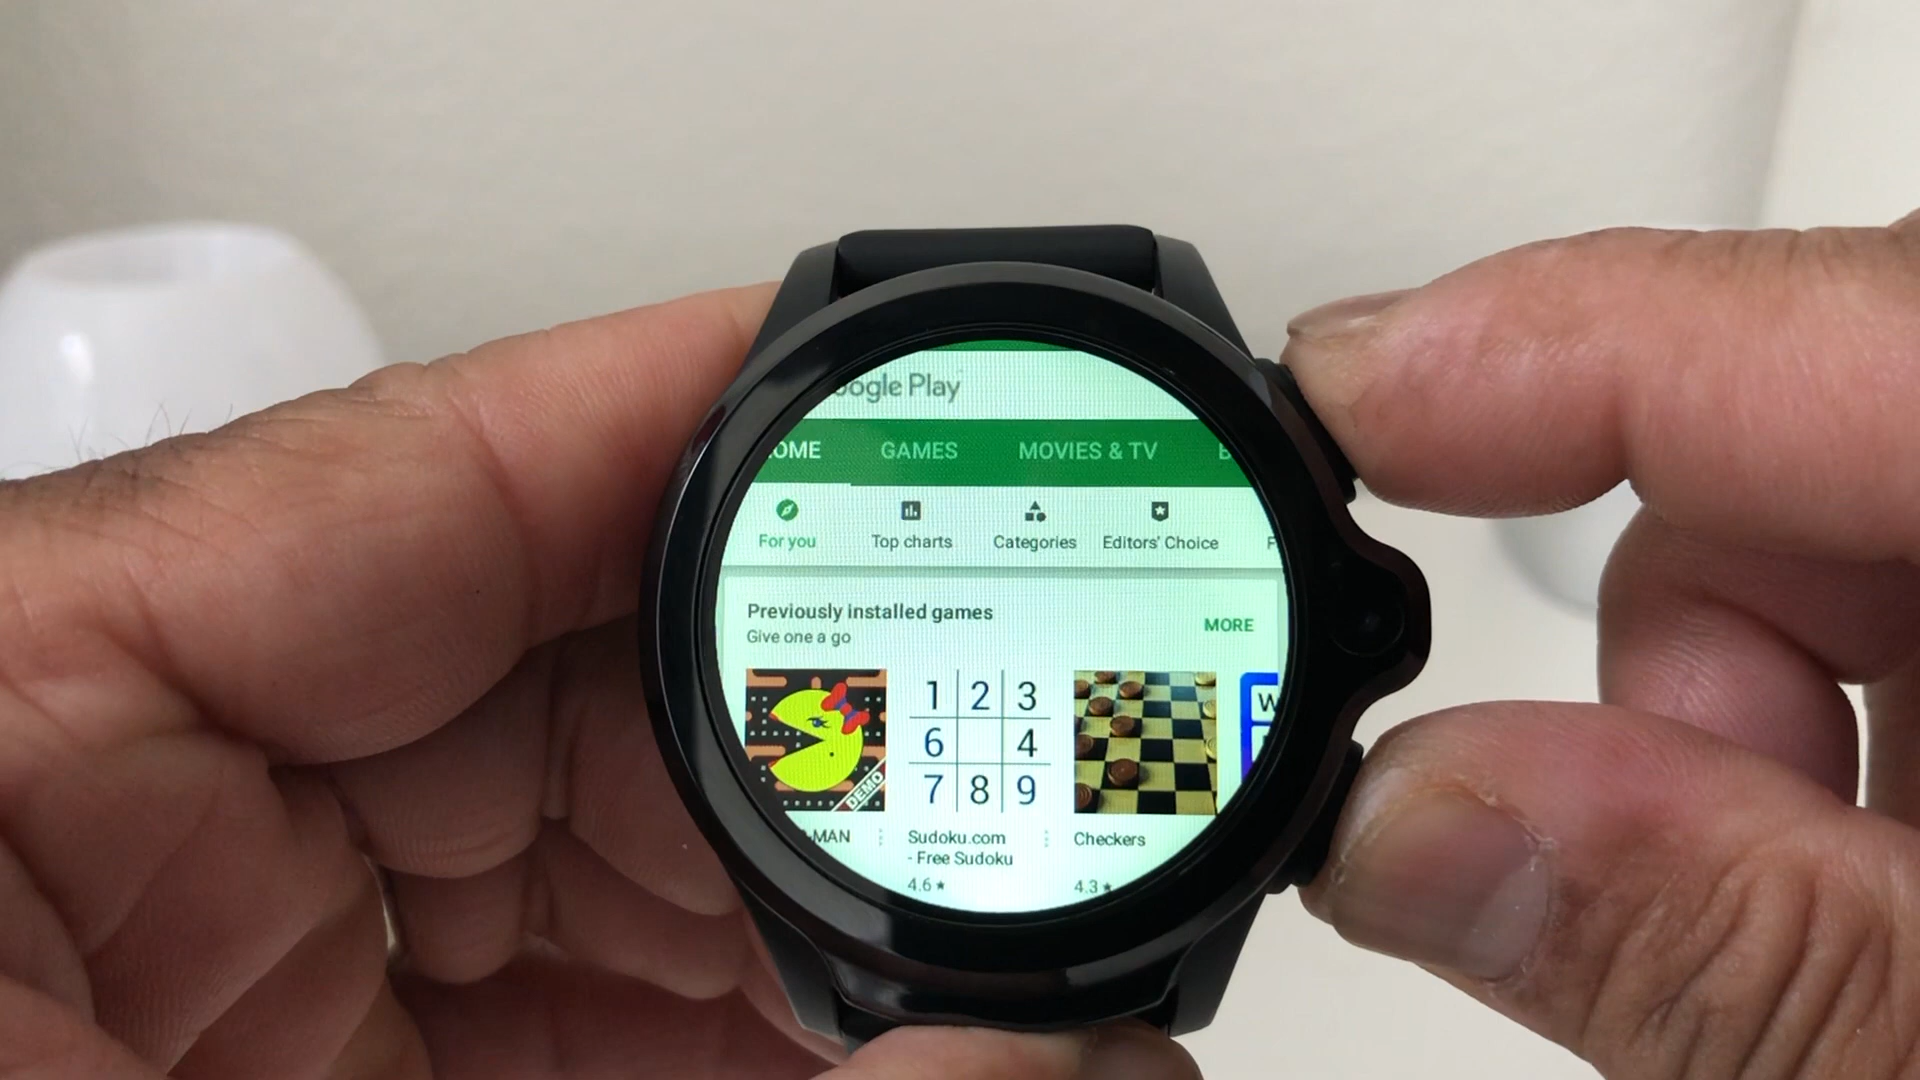 oogle Play
OME GAMES MOVIES & TV B
For you Top charts Categories Editors' Choice F
Previously installed games
Give one a go
MORE
DEMO
1 2 3
6 4
7 8 9
W
-MAN
Sudoku.com
- Free Sudoku
4.6 ★
Checkers
4.3 ★